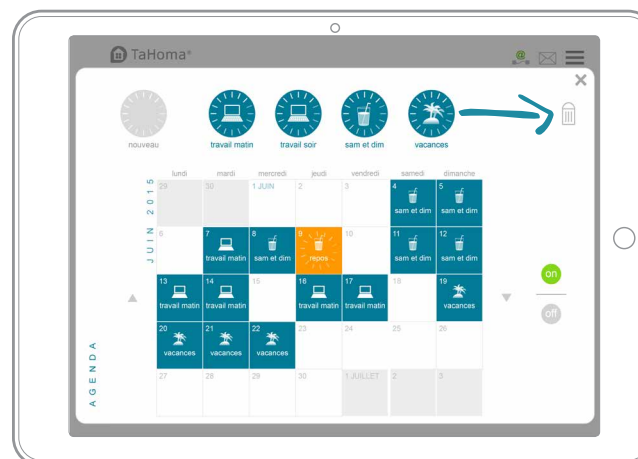 TaHoma®
@
nouveau
travail matin
travail soir
sam et dim
vacances
JUIN 2015
lundi mardi mercredi jeudi vendredi samedi dimanche
29 30 1 JUIN 2 3 4 5
sam et dim sam et dim
6 7 8 9 10 11 12
travail matin sam et dim repos sam et dim sam et dim
13 14 15 16 17 18 19
travail matin travail matin travail matin travail matin vacances
20 21 22 23 24 25 26
vacances vacances vacances
27 28 29 30 1 JUILLET 2 3
on
off
AGENDA